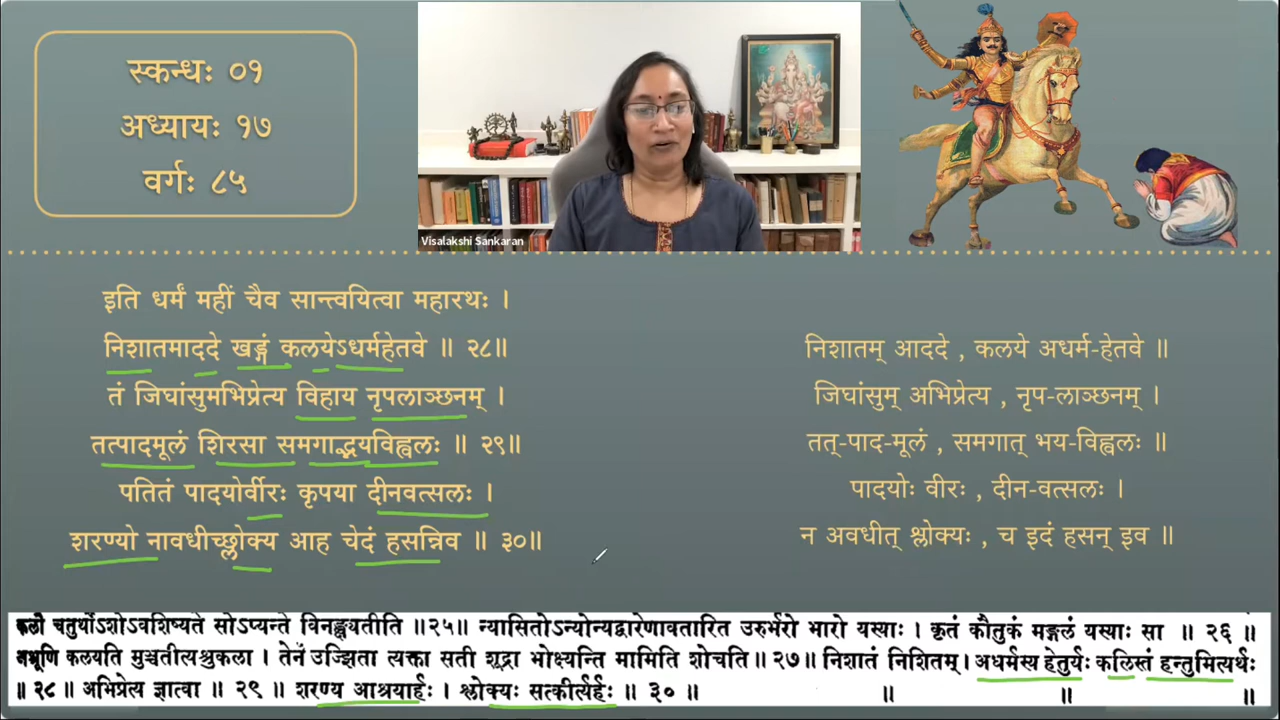 स्कन्धः ०१
अध्यायः १७
वर्गः ८५
Visalakshi Sankaran
इति धर्मं महीं चैव सान्त्वयित्वा महारथः ।
निशातमाददे खड्गं कलयेऽधर्महेतवे ॥ २८॥
तं जिघांसुमभिप्रेत्य विहाय नृपलाञ्छनम् ।
तत्पादमूलं शिरसा समगाद्भयविह्वलः ॥ २९॥
पतितं पादयोर्वीरः कृपया दीनवत्सलः ।
शरण्यो नावधीच्छ्लोक्य आह चेदं हसन्निव ॥ ३०॥
निशातम् आददे , कलये अधर्म-हेतवे ॥
जिघांसुम् अभिप्रेत्य , नृप-लाञ्छनम् ।
तत्-पाद-मूलं , समगात् भय-विह्वलः ॥
पादयोः वीरः , दीन-वत्सलः ।
न अवधीत् श्लोक्यः , च इदं हसन् इव ॥
कलौ चतुर्थोंऽशोऽवशिष्यते सोऽप्यन्ते विनङ्क्ष्यतीति ॥२५॥ न्यासितोऽन्योन्यद्वारेणावतारित उरुर्भरो भारो यस्याः । कृतं कौतुकं मङ्गलं यस्याः सा ॥ २६ ॥
अश्रूणि कलयति मुञ्चतीत्यश्रुकला । तेन उज्झिता त्यक्ता सती शूद्रा भोक्ष्यन्ति मामिति शोचति ॥ २७ ॥ निशातं निशितम् । अधर्मस्य हेतुर्यः कलिस्तं हन्तुमित्यर्थः
॥ २८ ॥ अभिप्रेत्य ज्ञात्वा ॥ २९ ॥ शरण्य आश्रयार्हः । श्लोक्यः सत्कीर्त्यर्हः ॥ ३० ॥ ॥ ॥ ॥